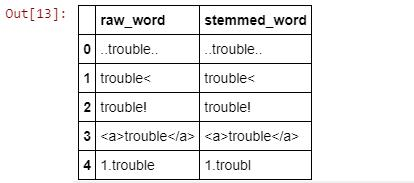 Out[13]:
raw_word stemmed_word
0 ..trouble.. ..trouble..
1 trouble< trouble<
2 trouble! trouble!
3 <a>trouble</a> <a>trouble</a>
4 1.trouble 1.troubl